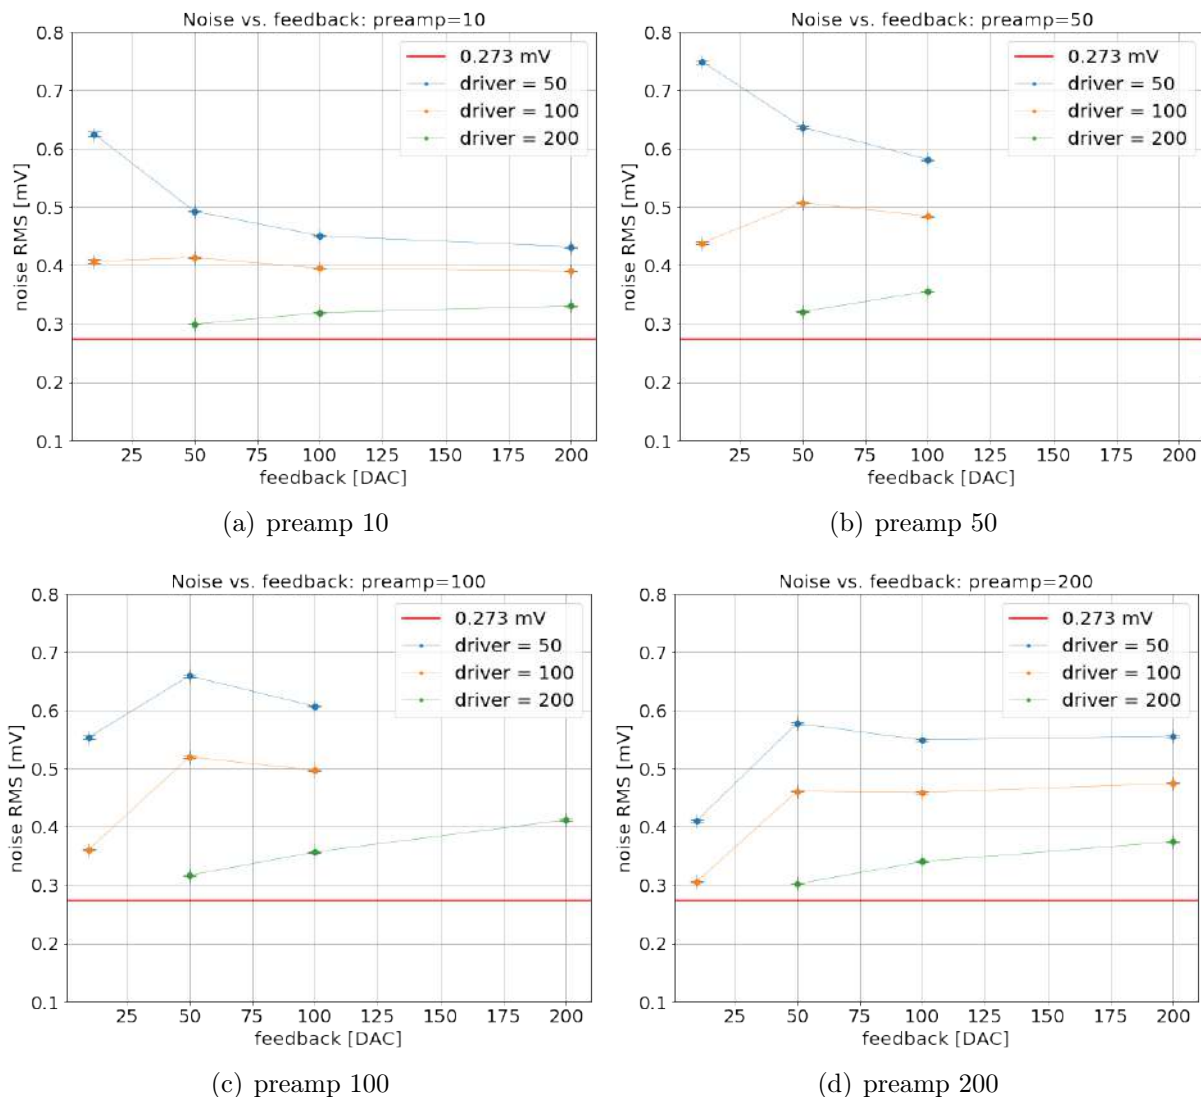 Noise vs. feedback: preamp=10
0.8
0.7
0.6
0.5
0.4
0.3
0.2
0.1
noise RMS [mV]
0.273 mV
driver = 50
driver = 100
driver = 200
25 50 75 100 125 150 175 200
feedback [DAC]
(a) preamp 10
Noise vs. feedback: preamp=50
0.8
0.7
0.6
0.5
0.4
0.3
0.2
0.1
noise RMS [mV]
0.273 mV
driver = 50
driver = 100
driver = 200
25 50 75 100 125 150 175 200
feedback [DAC]
(b) preamp 50
Noise vs. feedback: preamp=100
0.8
0.7
0.6
0.5
0.4
0.3
0.2
0.1
noise RMS [mV]
0.273 mV
driver = 50
driver = 100
driver = 200
25 50 75 100 125 150 175 200
feedback [DAC]
(c) preamp 100
Noise vs. feedback: preamp=200
0.8
0.7
0.6
0.5
0.4
0.3
0.2
0.1
noise RMS [mV]
0.273 mV
driver = 50
driver = 100
driver = 200
25 50 75 100 125 150 175 200
feedback [DAC]
(d) preamp 200